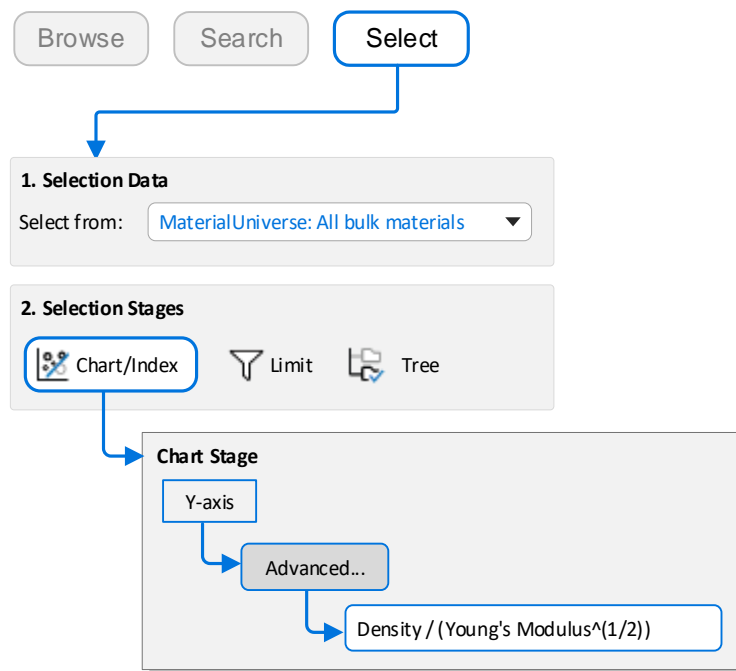 Browse Search Select
1. Selection Data
Select from: MaterialUniverse: All bulk materials
2. Selection Stages
Chart/Index Limit Tree
Chart Stage
Y-axis
Advanced...
Density / (Young's Modulus^(1/2))